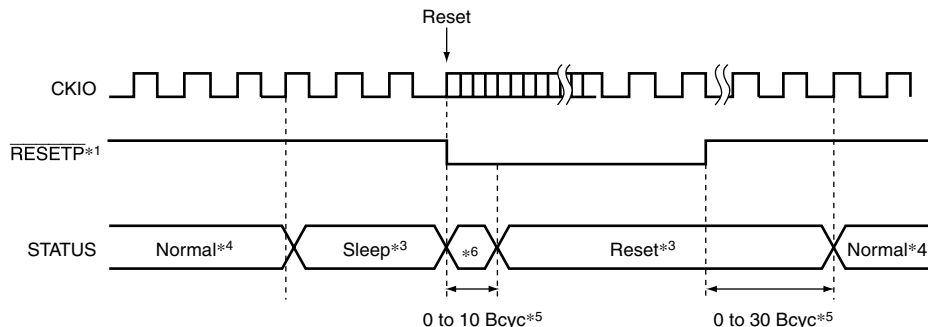 Reset
CKIO
RESETP*1
STATUS
Normal*4
Sleep*3
*6
Reset*3
Normal*4
0 to 10 Bcyc*5
0 to 30 Bcyc*5